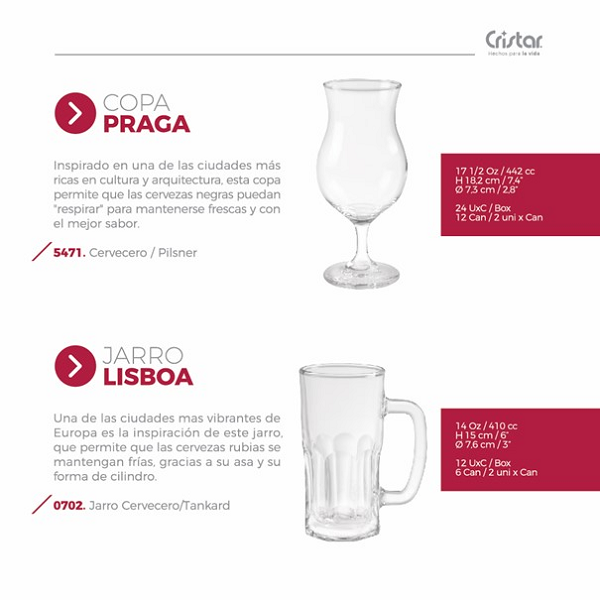 Cristar
Hechos para la vida
COPA
PRAGA
Inspirado en una de las ciudades más
ricas en cultura y arquitectura, esta copa
permite que las cervezas negras puedan
"respirar" para mantenerse frescas y con
el mejor sabor.
5471. Cervecero / Pilsner
17 1/2 Oz / 442 cc
H 18,2 cm / 7,4"
Ø 7,3 cm / 2,8"
24 UxC / Box
12 Can / 2 uni x Can
JARRO
LISBOA
Una de las ciudades mas vibrantes de
Europa es la inspiración de este jarro,
que permite que las cervezas rubias se
mantengan frías, gracias a su asa y su
forma de cilindro.
0702. Jarro Cervecero/Tankard
14 Oz / 410 cc
H 15 cm / 6"
Ø 7,6 cm / 3"
12 UxC / Box
6 Can / 2 uni x Can